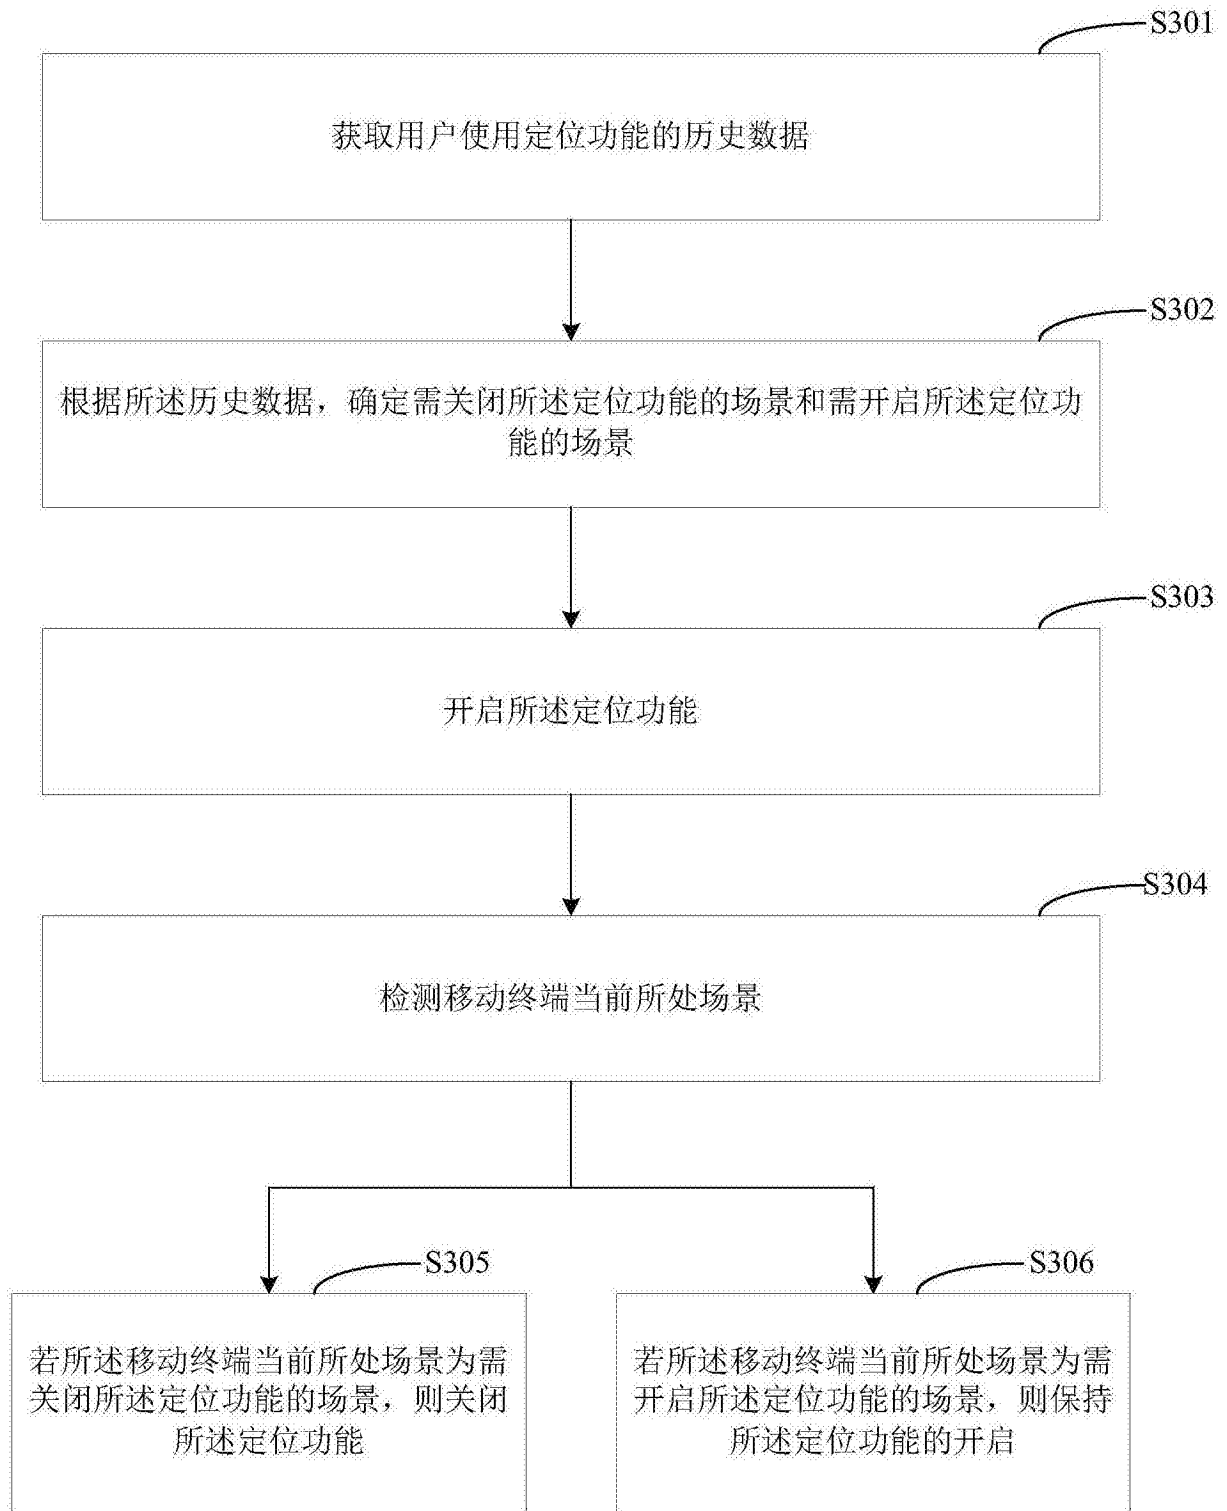 S301
获取用户使用定位功能的历史数据
S302
根据所述历史数据，确定需关闭所述定位功能的场景和需开启所述定位功
能的场景
S303
开启所述定位功能
S304
检测移动终端当前所处场景
S305
若所述移动终端当前所处场景为需
关闭所述定位功能的场景，则关闭
所述定位功能
S306
若所述移动终端当前所处场景为需
开启所述定位功能的场景，则保持
所述定位功能的开启